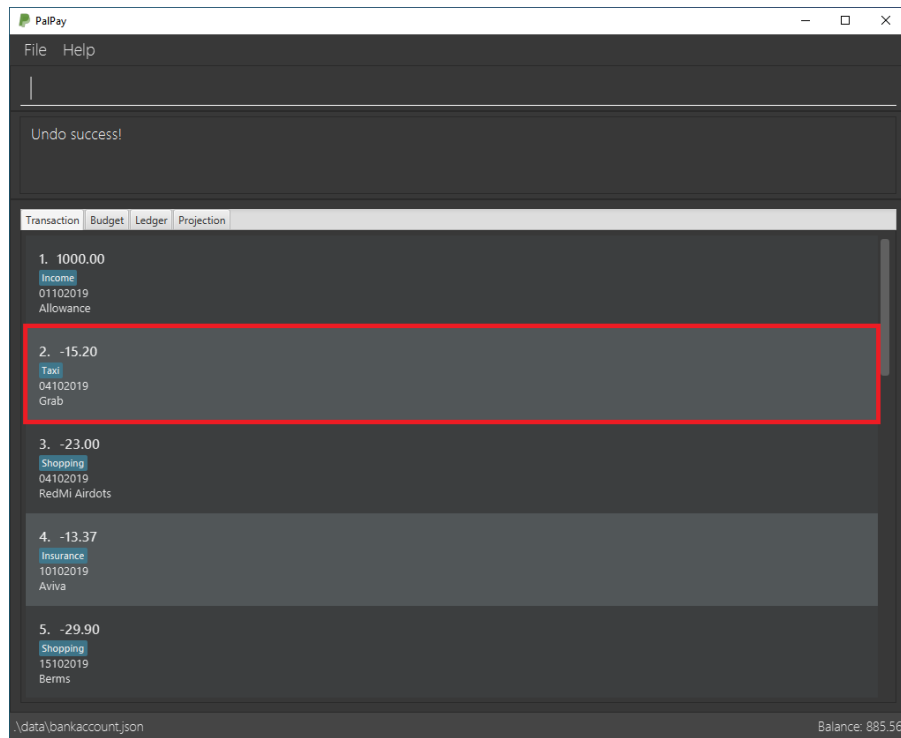 PalPay
File Help
Undo success!
Transaction Budget Ledger Projection
1. 1000.00
Income
01102019
Allowance
2. -15.20
Taxi
04102019
Grab
3. -23.00
Shopping
04102019
RedMi Airdots
4. -13.37
Insurance
10102019
Aviva
5. -29.90
Shopping
15102019
Berms
.\data\bankaccount.json Balance: 885.56